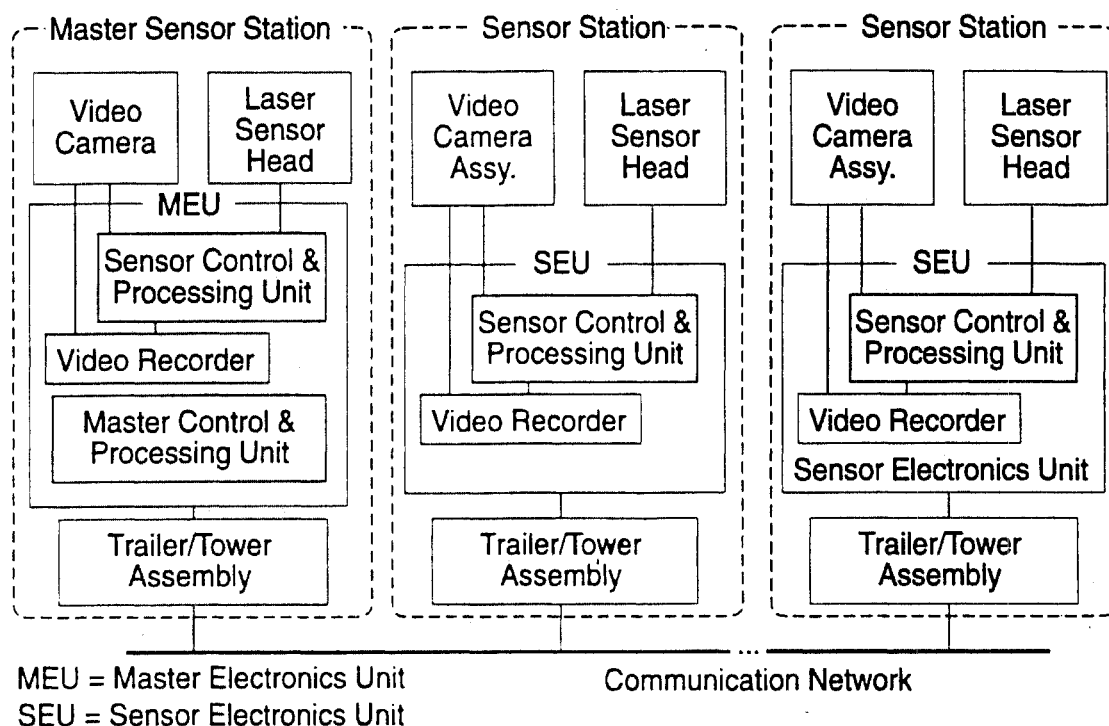 Master Sensor Station
Video
Camera
Laser
Sensor
Head
MEU
Sensor Control &
Processing Unit
Video Recorder
Master Control &
Processing Unit
Trailer/Tower
Assembly
Sensor Station
Video
Camera
Assy.
Laser
Sensor
Head
SEU
Sensor Control &
Processing Unit
Video Recorder
Trailer/Tower
Assembly
Sensor Station
Video
Camera
Assy.
Laser
Sensor
Head
SEU
Sensor Control &
Processing Unit
Video Recorder
Sensor Electronics Unit
Trailer/Tower
Assembly
...
MEU = Master Electronics Unit
SEU = Sensor Electronics Unit
Communication Network